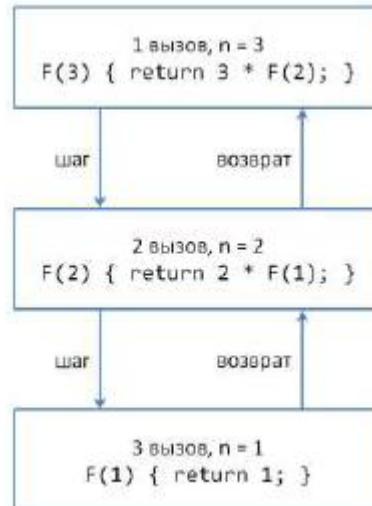 1 вызов, n = 3
F(3) { return 3 * F(2); }
шаг
возврат
2 вызов, n = 2
F(2) { return 2 * F(1); }
шаг
возврат
3 вызов, n = 1
F(1) { return 1; }